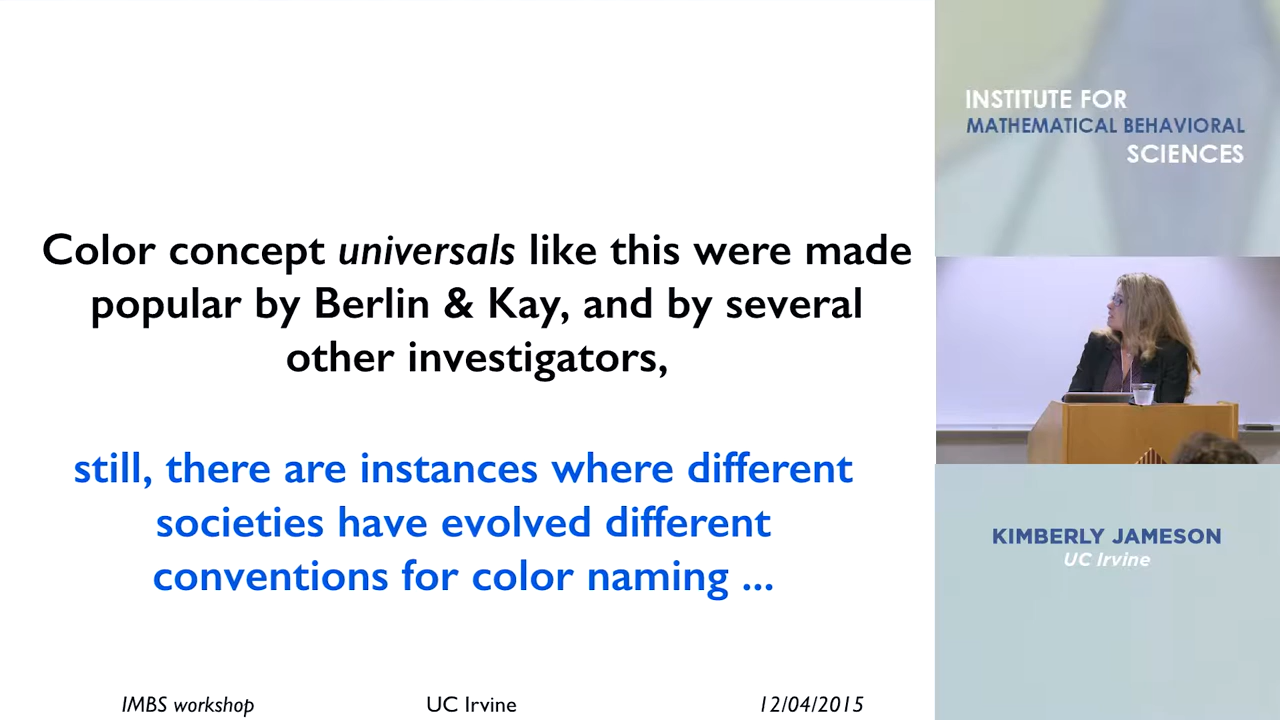 Color concept universals like this were made
popular by Berlin & Kay, and by several
other investigators,
still, there are instances where different
societies have evolved different
conventions for color naming ...
IMBS workshop UC Irvine 12/04/2015
INSTITUTE FOR
MATHEMATICAL BEHAVIORAL
SCIENCES
KIMBERLY JAMESON
UC Irvine